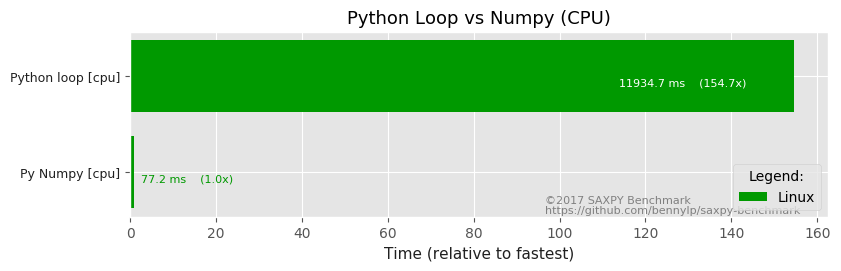 Python Loop vs Numpy (CPU)
Python loop [cpu]
11934.7 ms (154.7x)
Py Numpy [cpu]
77.2 ms (1.0x)
Legend:
Linux
©2017 SAXPY Benchmark
https://github.com/bennylp/saxpy-benchmark
0 20 40 60 80 100 120 140 160
Time (relative to fastest)